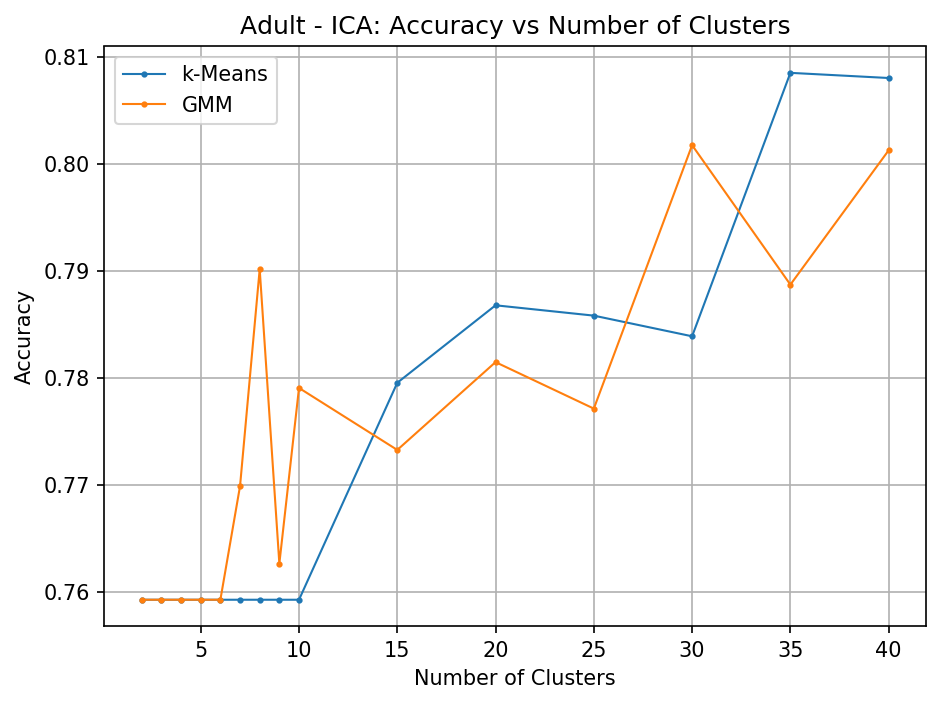 Adult - ICA: Accuracy vs Number of Clusters
k-Means
GMM
Accuracy
0.81
0.80
0.79
0.78
0.77
0.76
5 10 15 20 25 30 35 40
Number of Clusters